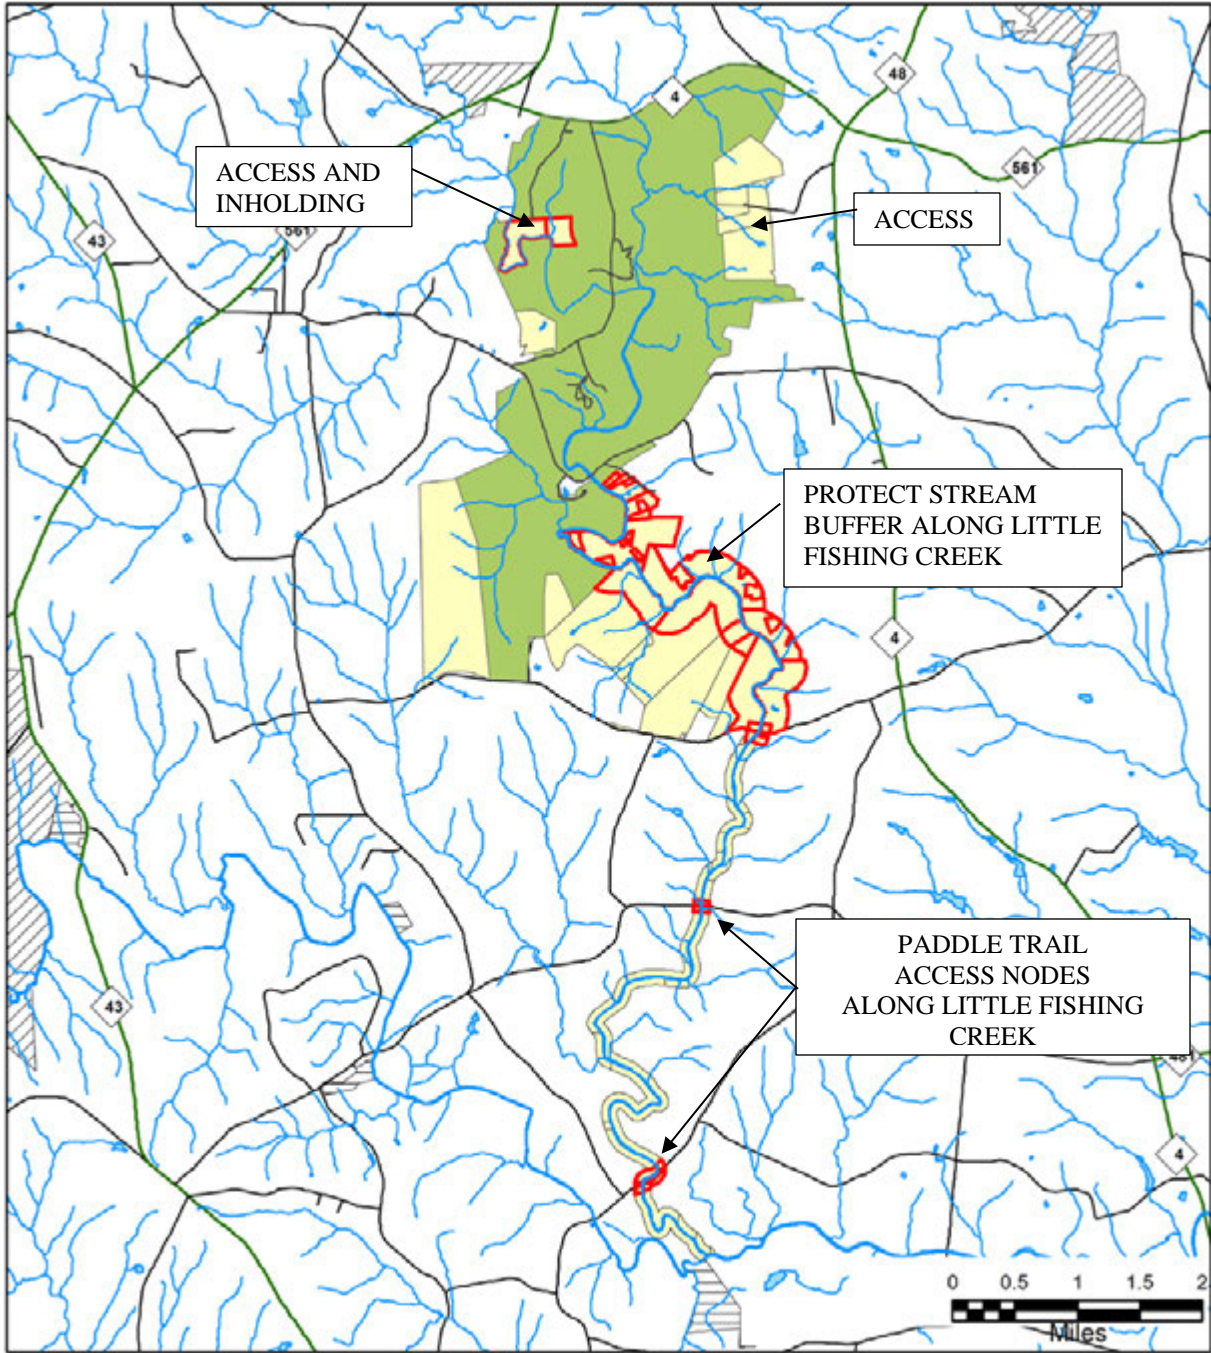 4
48
561
ACCESS AND
INHOLDING
ACCESS
43
561
PROTECT STREAM
BUFFER ALONG LITTLE
FISHING CREEK
4
PADDLE TRAIL
ACCESS NODES
ALONG LITTLE FISHING
CREEK
43
481
4
0 0.5 1 1.5 2
Miles